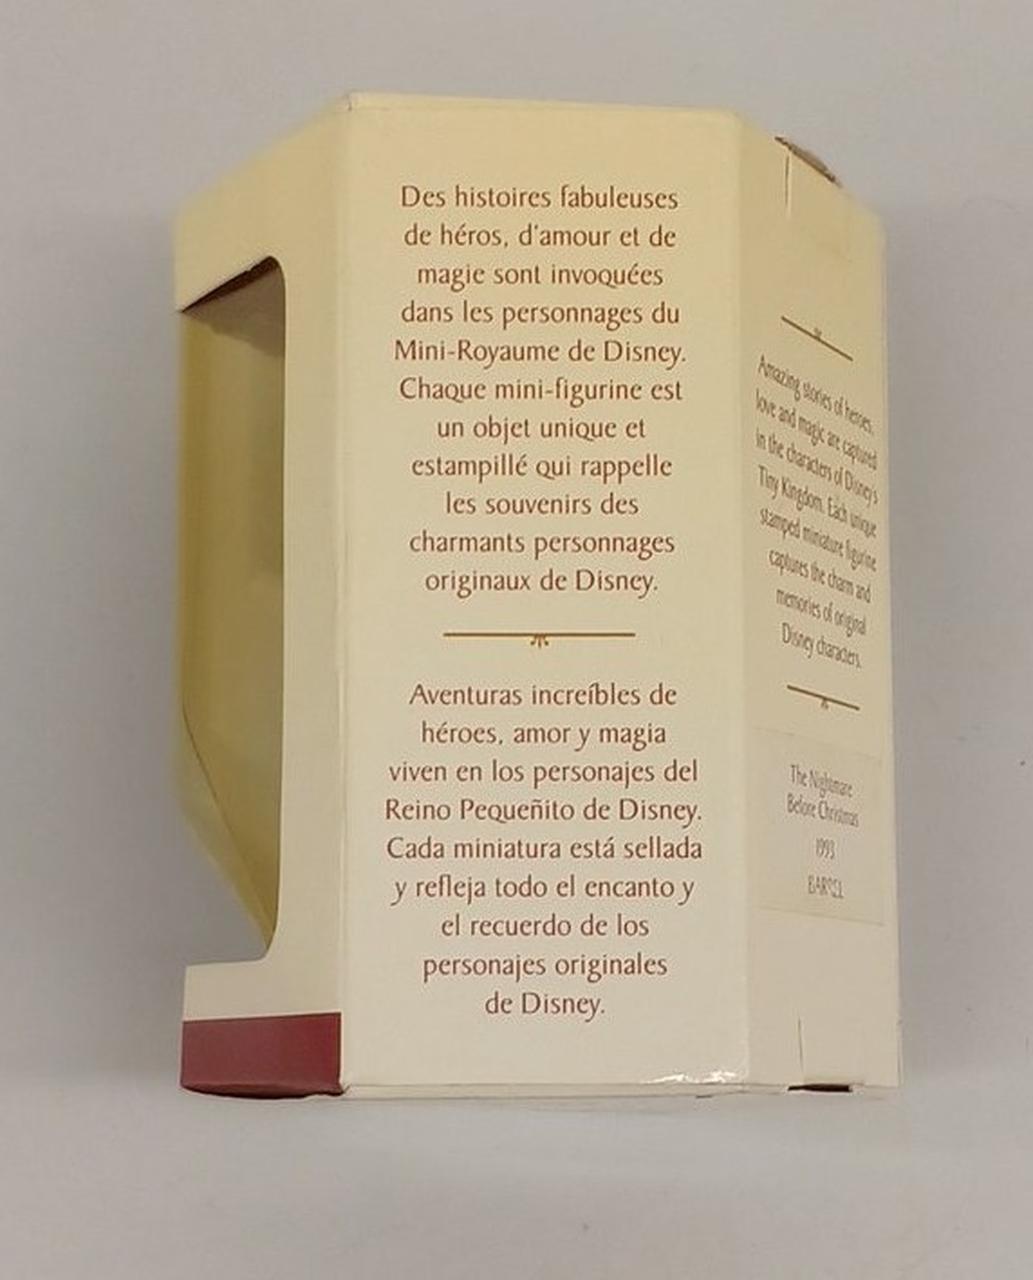 Des histoires fabuleuses
de héros, d'amour et de
magie sont invoquées
dans les personnages du
Mini-Royaume de Disney.
Chaque mini-figurine est
un objet unique et
estampillé qui rappelle
les souvenirs des
charmants personnages
originaux de Disney.
Aventuras increíbles de
héroes, amor y magia
viven en los personajes del
Reino Pequeñito de Disney.
Cada miniatura está sellada
y refleja todo el encanto y
el recuerdo de los
personajes originales
de Disney.
Amazing stories of heroes,
love and magic are captured
in the characters of Disney's
Tiny Kingdom. Each unique
stamped miniature figurine
captures the charm and
memories of original
Disney characters.
The Nightmare
Before Christmas
1993
BARREL